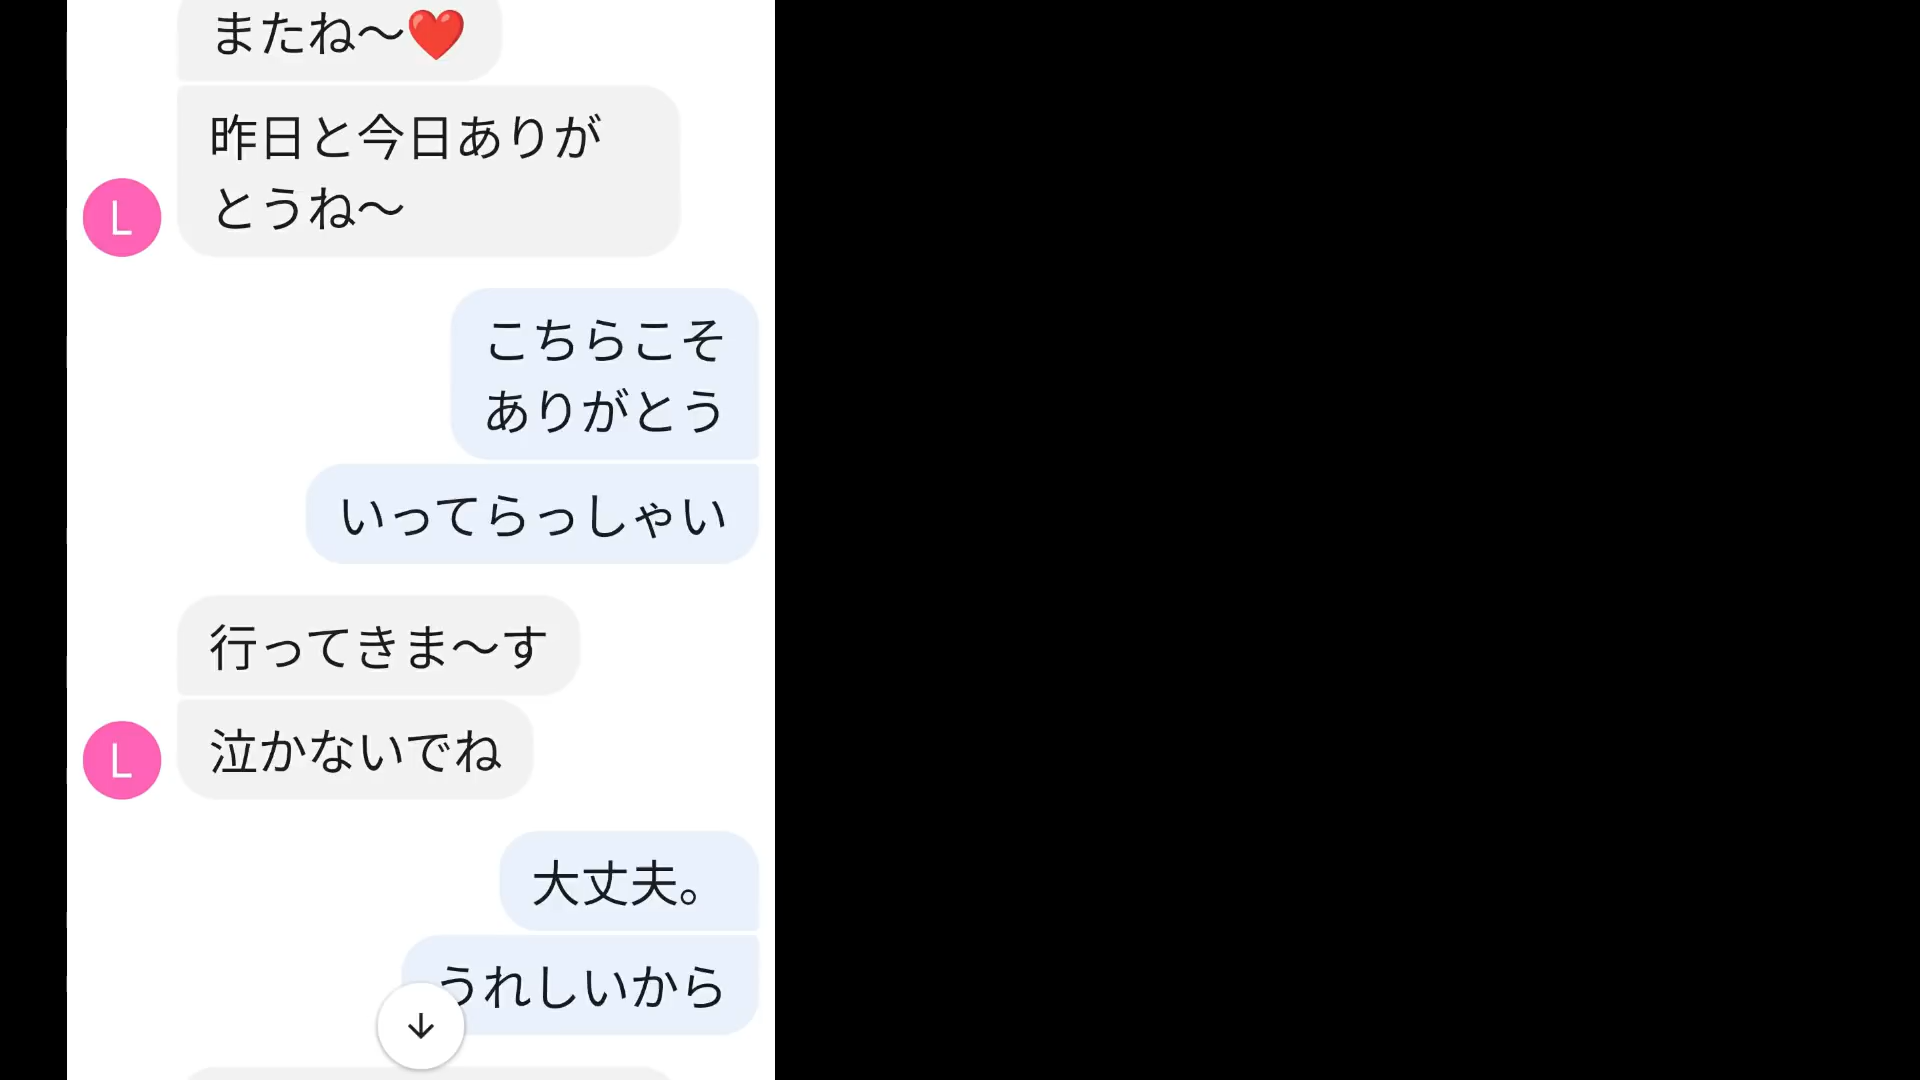 またね〜❤️
昨日と今日ありが
とうね〜
L
こちらこそ
ありがとう
いってらっしゃい
行ってきま〜す
泣かないでね
L
大丈夫。
うれしいから